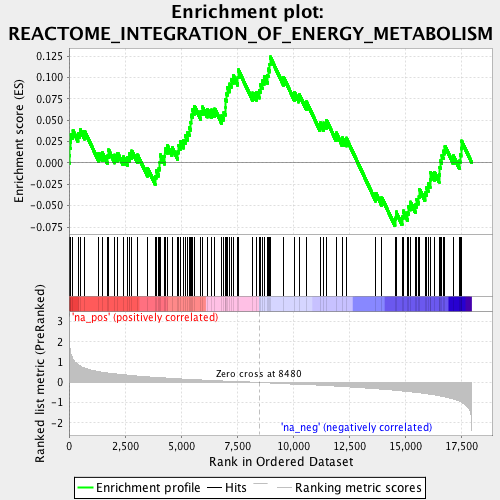 Enrichment plot:
REACTOME_INTEGRATION_OF_ENERGY_METABOLISM
Enrichment score (ES)
0.125
0.100
0.075
0.050
0.025
0.000
-0.025
-0.050
-0.075
'na_pos' (positively correlated)
Ranked list metric (PreRanked)
3
2
1
0
-1
-2
Zero cross at 8480
'na_neg' (negatively correlated)
0
2,500
5,000
7,500
10,000
12,500
15,000
17,500
Rank in Ordered Dataset
Enrichment profile
Hits
Ranking metric scores